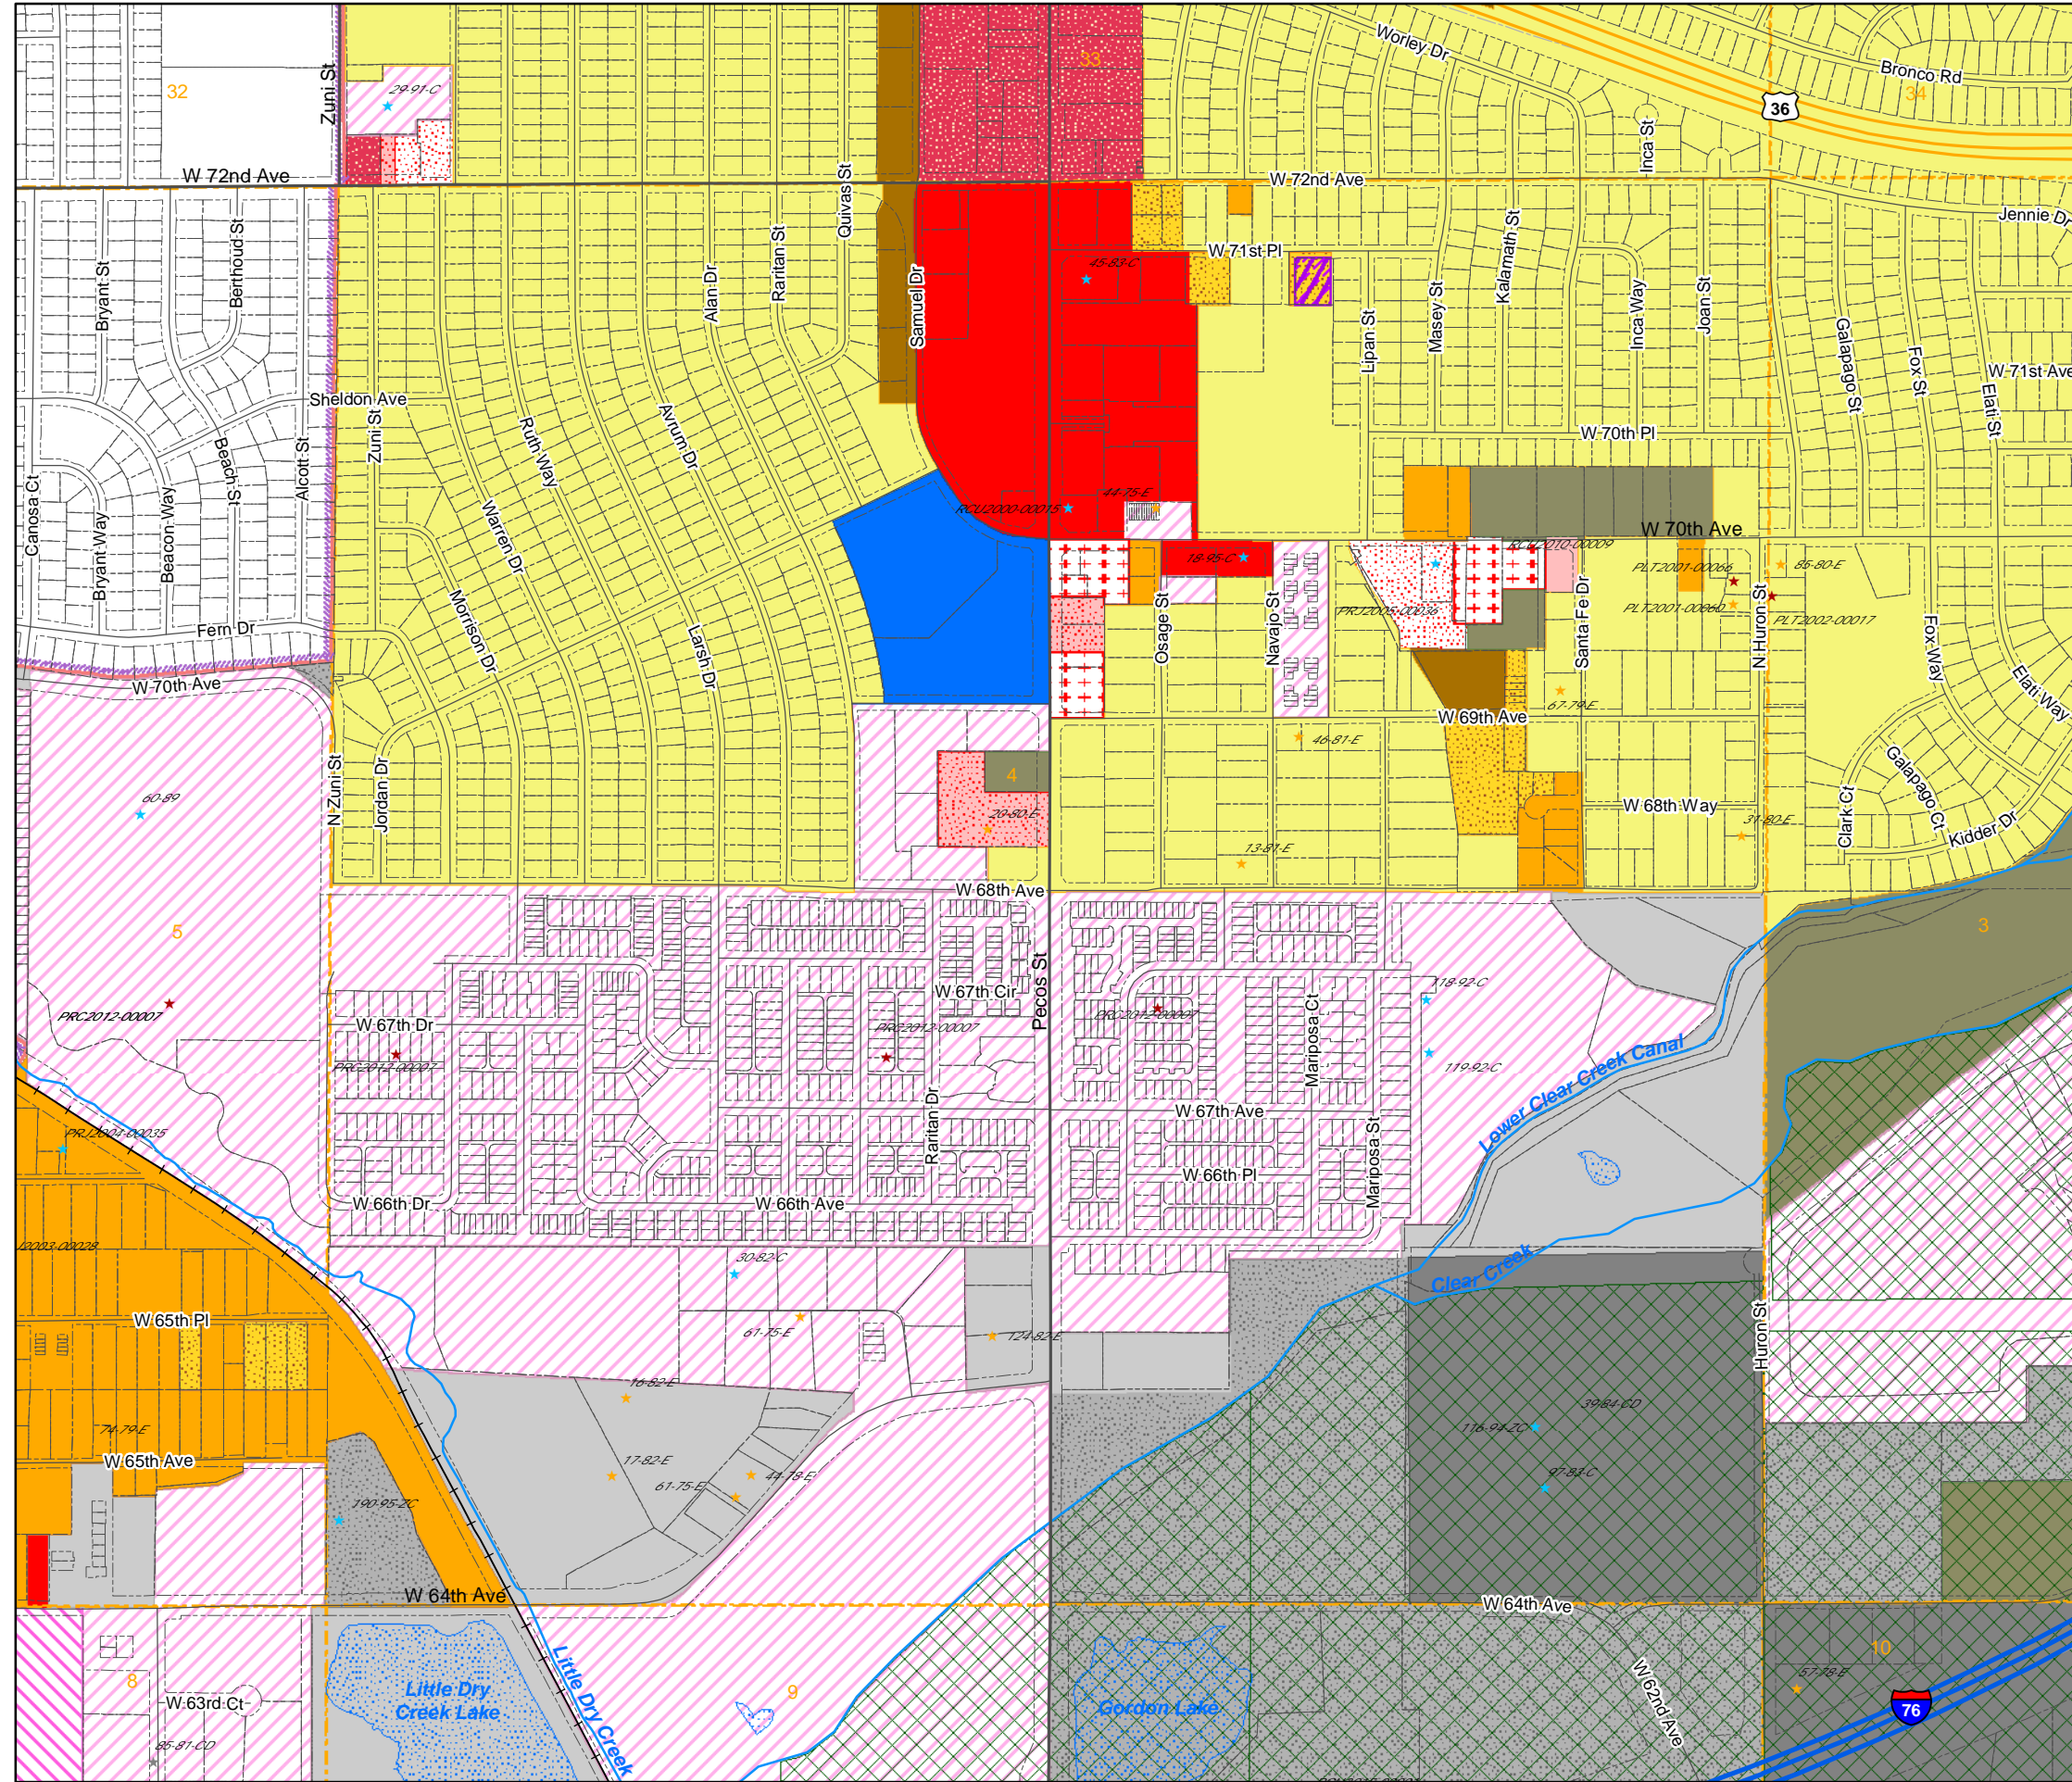 Worley Dr
33
Bronco Rd
34
36
Zuni St
29-91-C
32
Inca St
W 72nd Ave
W 72nd Ave
Quivas St
Jennie Dr
Berthoud St
Bryant St
Alan Dr
Raritan St
Samuel Dr
W 71st Pl
45-83-C
Lipan St
Masey St
Kalamath St
Inca Way
Joan St
Galapago St
Fox St
Elati St
W 71st Ave
Sheldon Ave
Zuni St
Ruth Way
Avrum Dr
W 70th Pl
Canosa Ct
Bryant Way
Beacon Way
Beach St
Alcott St
Warren Dr
44-75-E
RCU2000-00015
W 70th Ave
RCU2010-00009
18-95-C
PLT2001-00066
85-80-E
PRJ2005-00036
PLT2001-00060
PLT2002-00017
Morrison Dr
Larsh Dr
Fern Dr
Osage St
Navajo St
Santa Fe Dr
N Huron St
Fox Way
Elati Way
W 70th Ave
67-79-E
W 69th Ave
46-81-E
N Zuni St
Jordan Dr
4
60-89
20-80-E
13-81-E
W 68th Way
31-80-E
Clark Ct
Galapago Ct
Kidder Dr
W 68th Ave
5
3
Pecos St
W 67th Cir
118-92-C
PRC2012-00007
W 67th Dr
PRC2012-00007
PRC2012-00007
PRC2012-00007
Mariposa Ct
119-92-C
Lower Clear Creek Canal
Raritan Dr
W 67th Ave
PRJ2004-00035
W 66th Pl
Mariposa St
W 66th Dr
W 66th Ave
J2003-00028
30-82-C
Clear Creek
W 65th Pl
61-75-E
124-82-E
Huron St
16-82-E
39-84-CD
116-94-ZC
74-79-E
W 65th Ave
17-82-E
61-75-E
44-78-E
97-83-C
190-95-ZC
W 64th Ave
W 64th Ave
10
8
9
57-78-E
Little Dry
Creek Lake
Little Dry Creek
Gordon Lake
W 62nd Ave
76
W 63rd Ct
85-81-CD